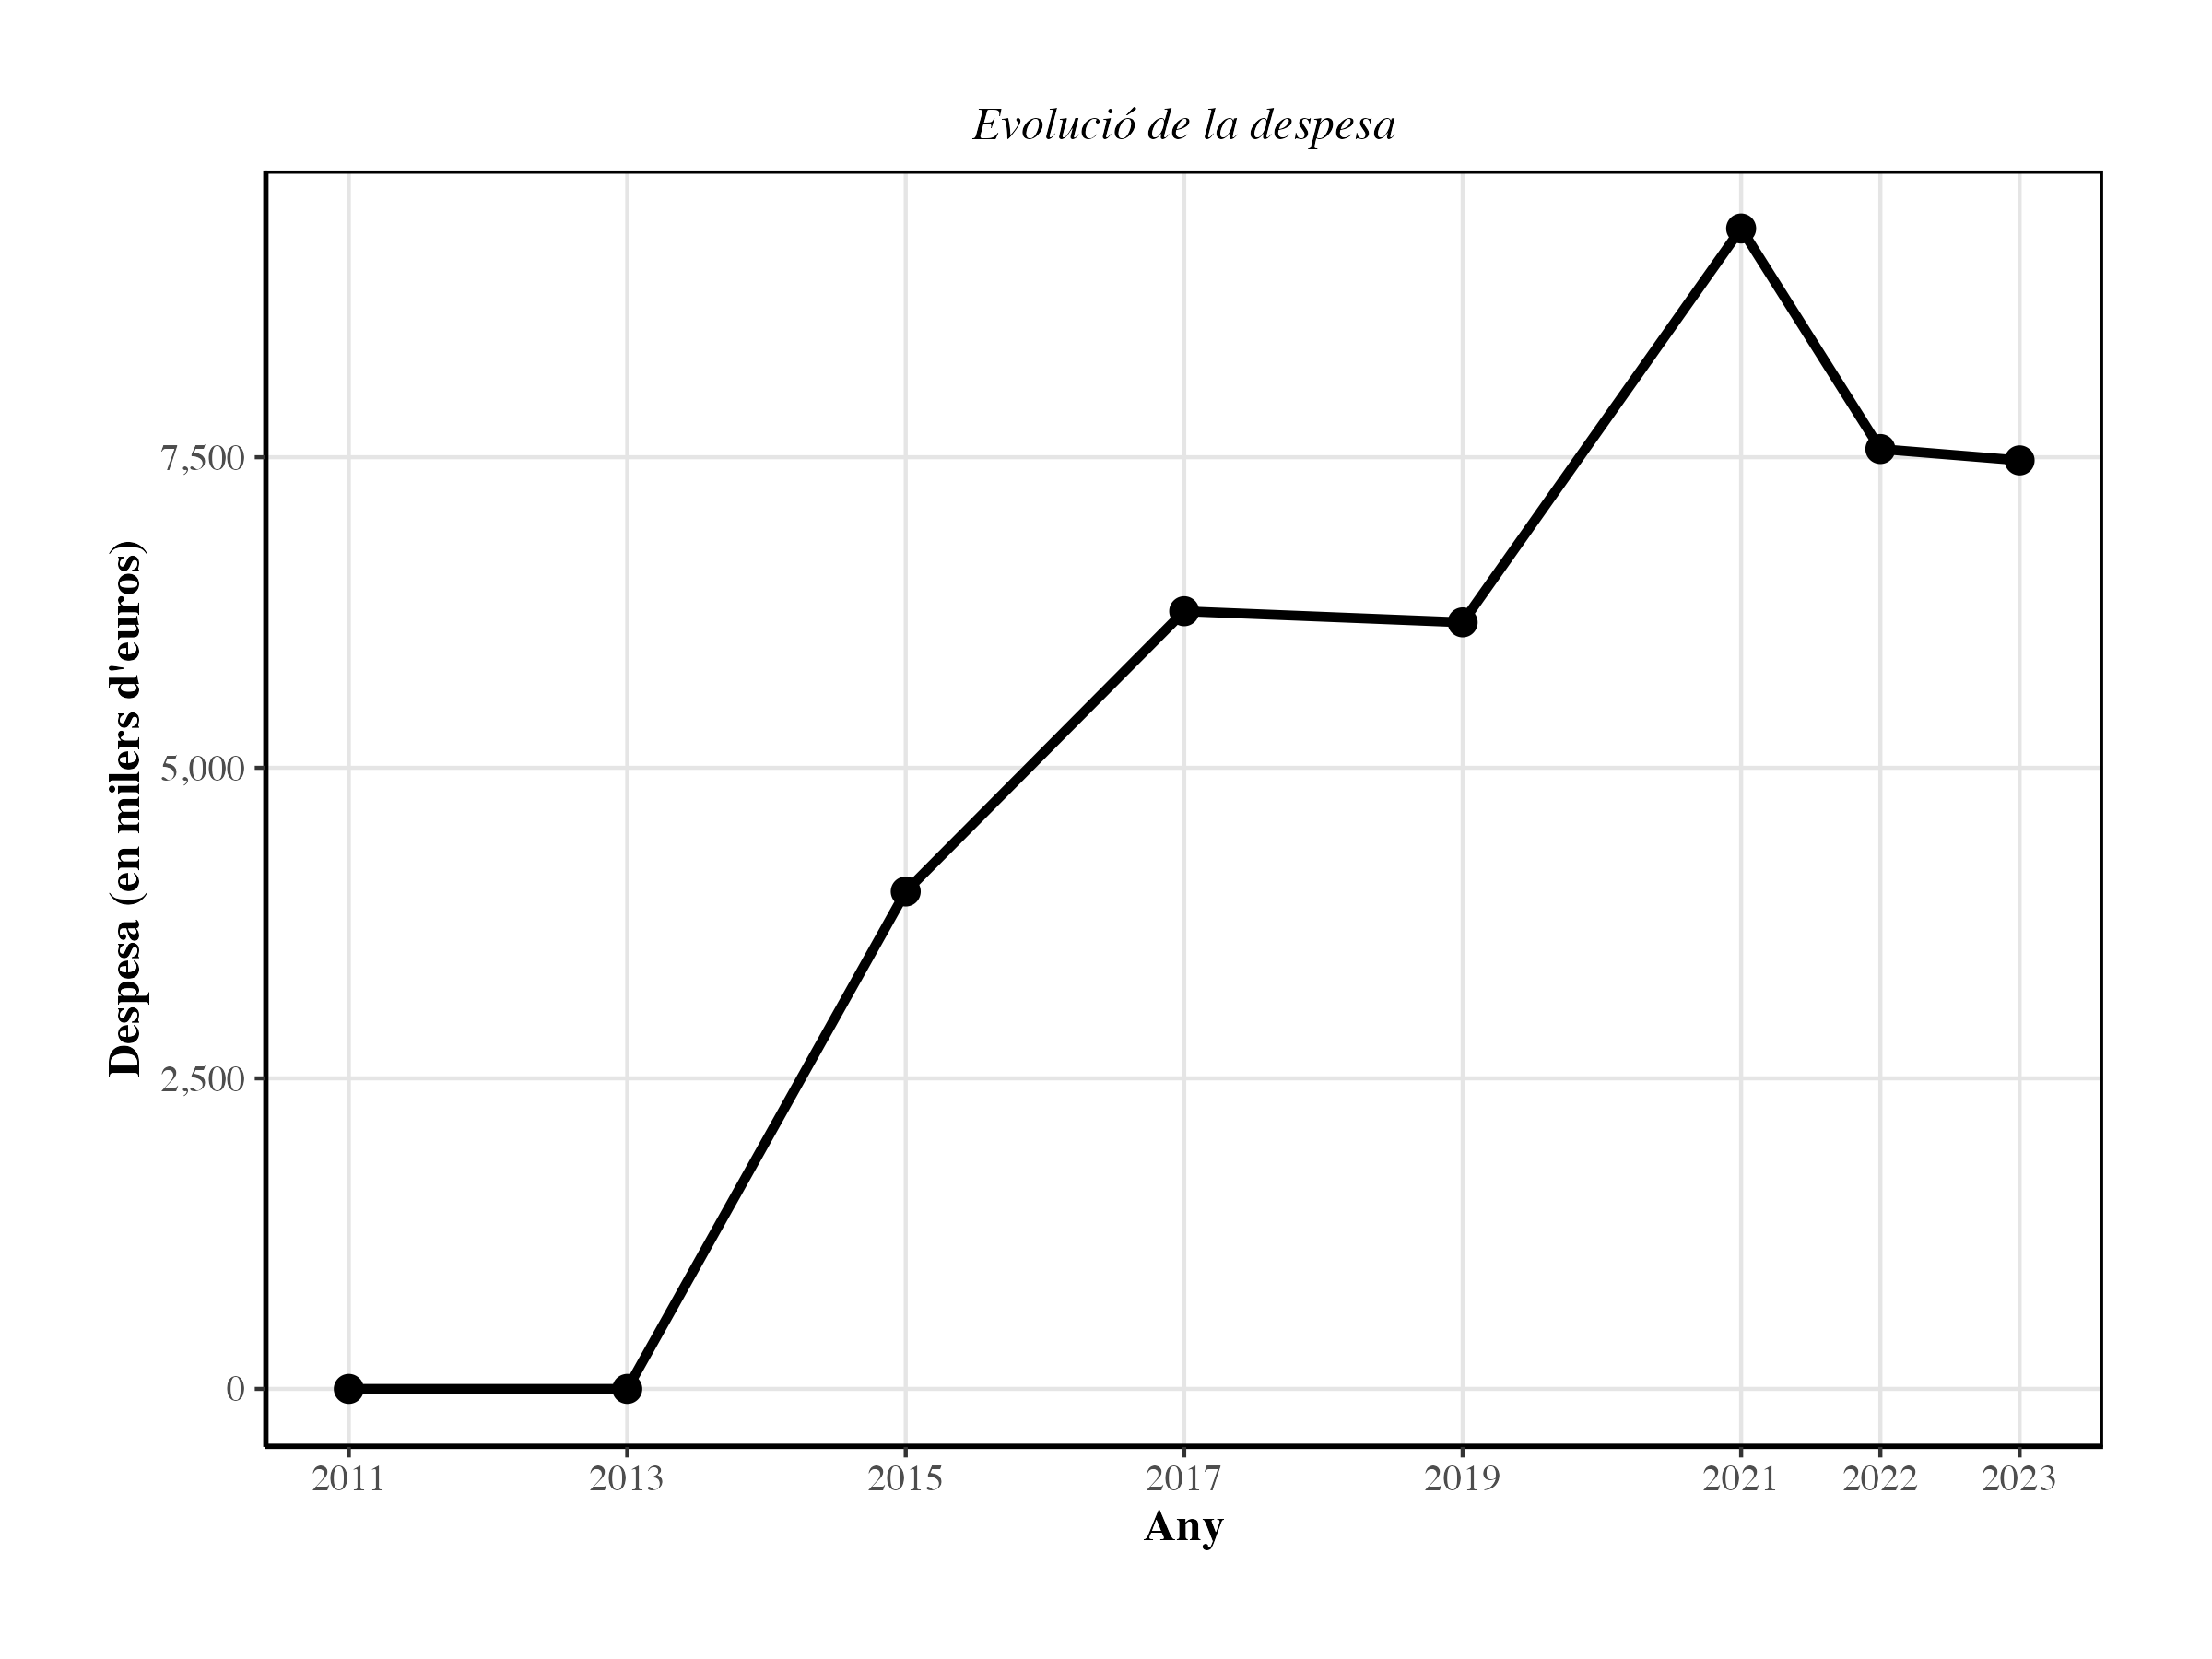 Evolució de la despesa
Despesa (en milers d'euros)
7,500
5,000
2,500
0
2011 2013 2015 2017 2019 2021 2022 2023
Any